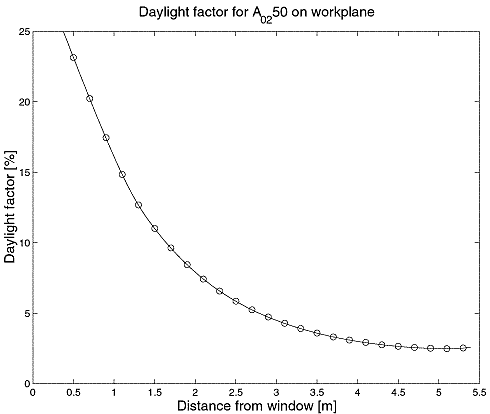 Daylight factor for A0250 on workplane
25
20
15
10
5
0
Daylight factor [%]
0 0.5 1 1.5 2 2.5 3 3.5 4 4.5 5 5.5
Distance from window [m]